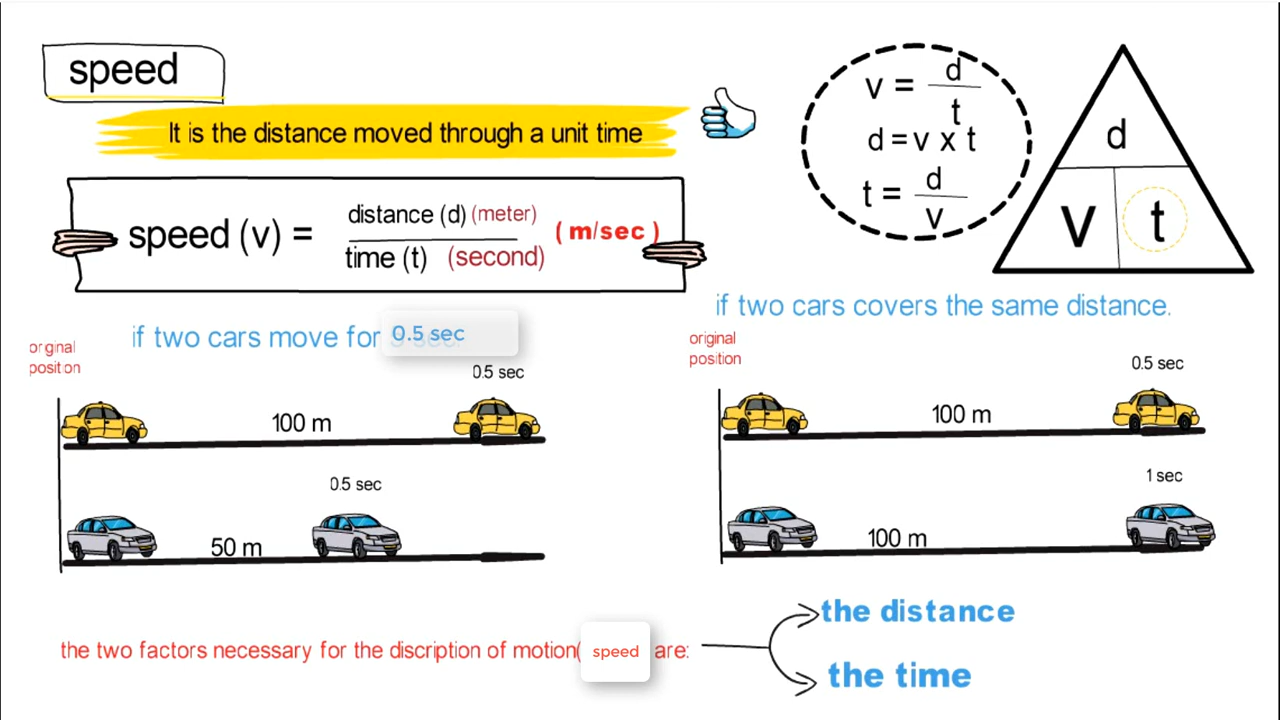 speed
It is the distance moved through a unit time
speed (v) = distance (d) (meter) ( m/sec )
time (t) (second)
v = d
t
d = v x t
t = d
v
d
v t
if two cars move for 0.5 sec
orginal
position
0.5 sec
100 m
0.5 sec
50 m
if two cars covers the same distance.
original
position
0.5 sec
100 m
1 sec
100 m
the two factors necessary for the discription of motion( speed are:
the distance
the time